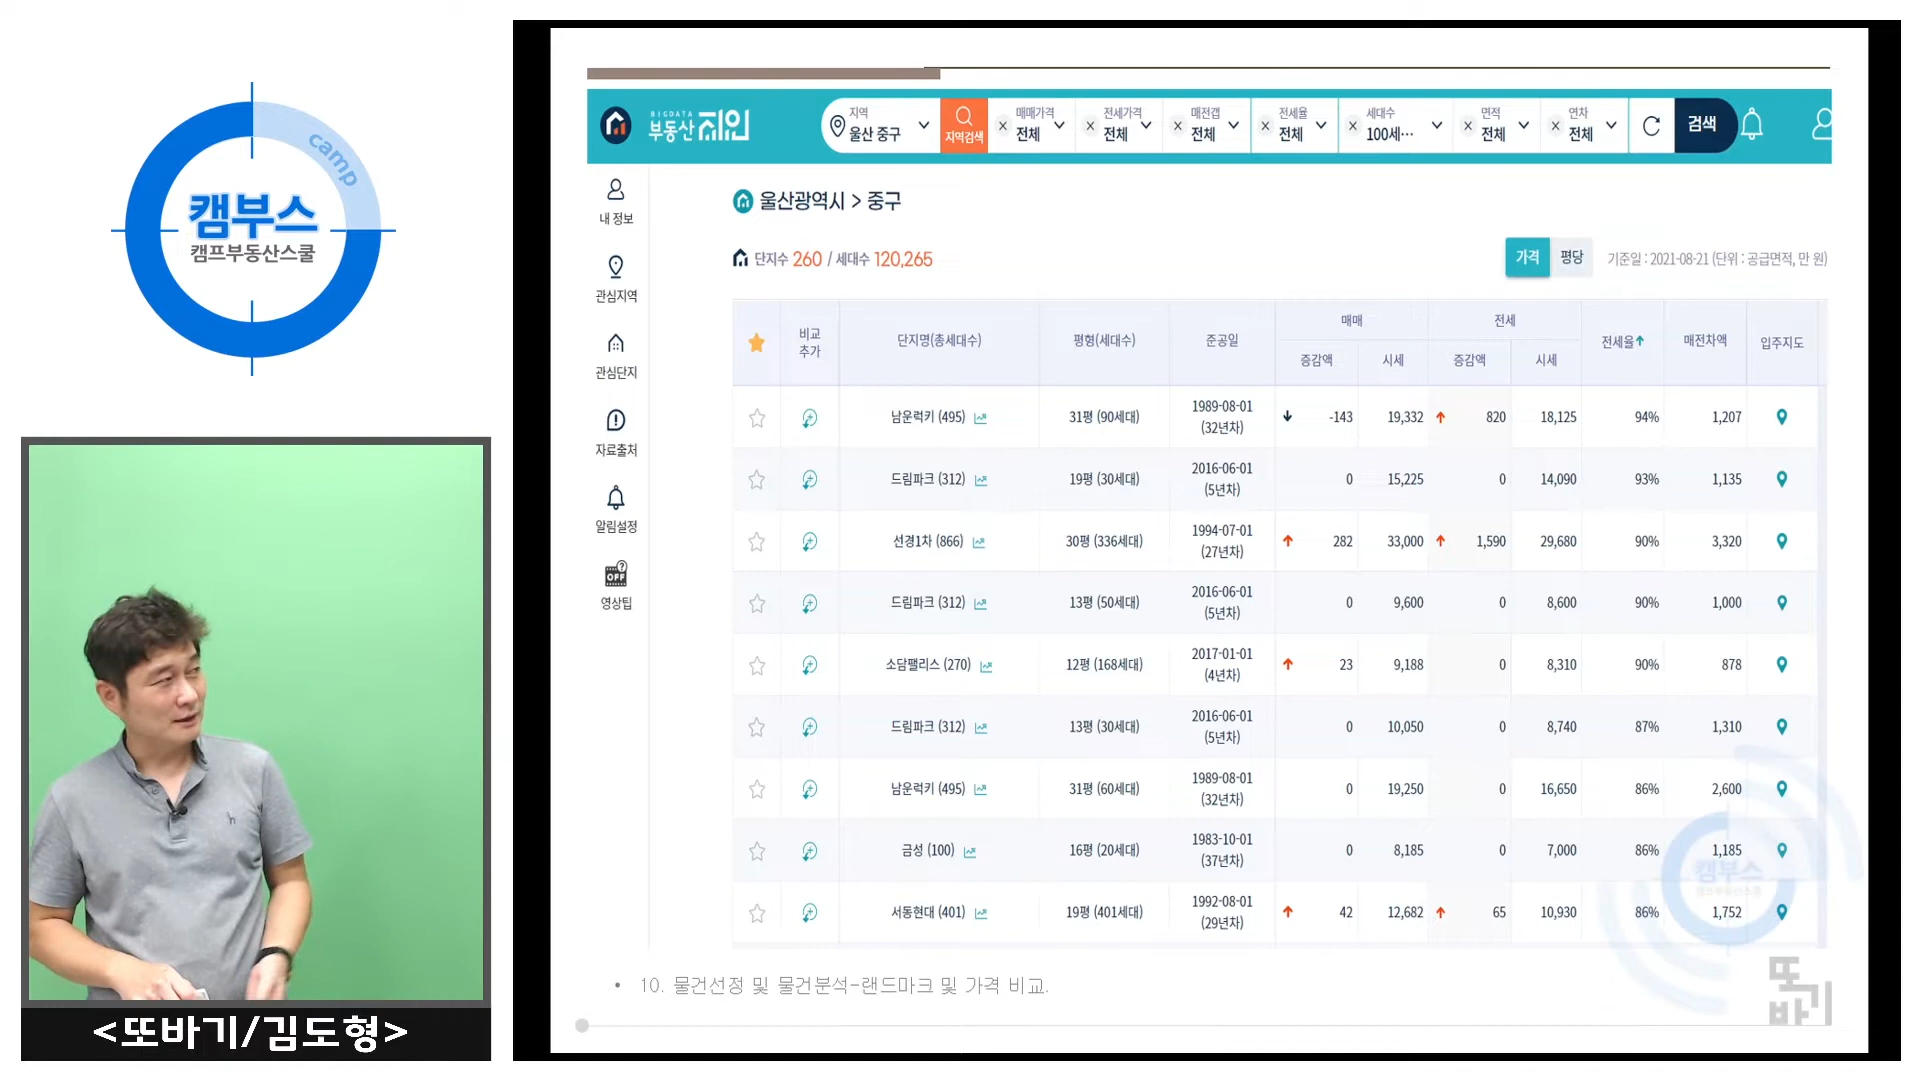 camp
캠부스
캠프부동산스쿨
<또바기/김도형>
BIGDATA
부동산 지인
지역
울산 중구
지역검색
매매가격
전체
전세가격
전체
매전갭
전체
전세율
전체
세대수
100세…
면적
전체
연차
전체
검색
내 정보
관심지역
관심단지
자료출처
알림설정
OFF
영상팁
울산광역시 > 중구
단지수 260 / 세대수 120,265
가격 평당 기준일 : 2021-08-21 (단위 : 공급면적, 만 원)
비교 추가 단지명(총세대수) 평형(세대수) 준공일 매매 전세 전세율↑ 매전차액 입주지도
증감액 시세 증감액 시세
남운럭키 (495) 31평 (90세대) 1989-08-01 (32년차) ↓ -143 19,332 ↑ 820 18,125 94% 1,207
드림파크 (312) 19평 (30세대) 2016-06-01 (5년차) 0 15,225 0 14,090 93% 1,135
선경1차 (866) 30평 (336세대) 1994-07-01 (27년차) ↑ 282 33,000 ↑ 1,590 29,680 90% 3,320
드림파크 (312) 13평 (50세대) 2016-06-01 (5년차) 0 9,600 0 8,600 90% 1,000
소담팰리스 (270) 12평 (168세대) 2017-01-01 (4년차) ↑ 23 9,188 0 8,310 90% 878
드림파크 (312) 13평 (30세대) 2016-06-01 (5년차) 0 10,050 0 8,740 87% 1,310
남운럭키 (495) 31평 (60세대) 1989-08-01 (32년차) 0 19,250 0 16,650 86% 2,600
금성 (100) 16평 (20세대) 1983-10-01 (37년차) 0 8,185 0 7,000 86% 1,185
서동현대 (401) 19평 (401세대) 1992-08-01 (29년차) ↑ 42 12,682 ↑ 65 10,930 86% 1,752
캠부스
캠프부동산스쿨
• 10. 물건선정 및 물건분석-랜드마크 및 가격 비교.
또바기